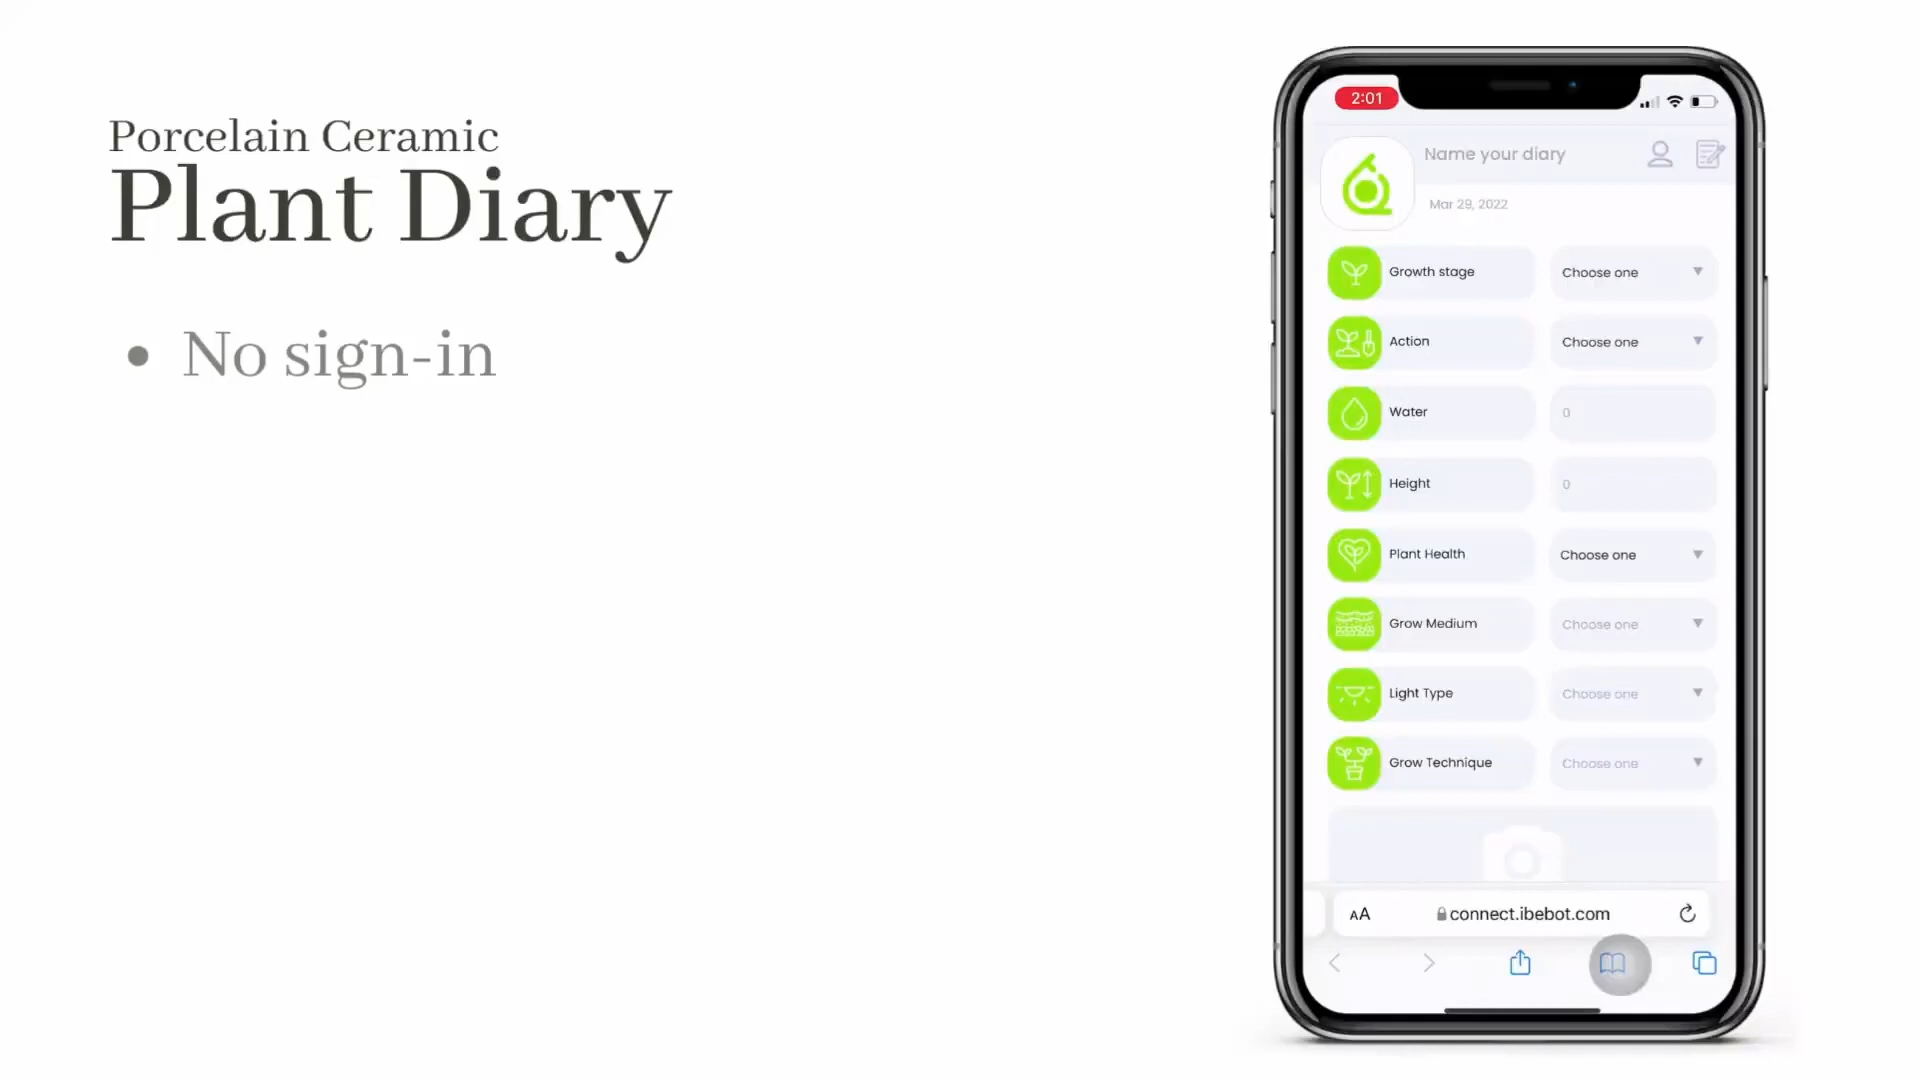 Porcelain Ceramic
Plant Diary
• No sign-in
2:01
Name your diary
Mar 29, 2022
Growth stage Choose one
Action Choose one
Water 0
Height 0
Plant Health Choose one
Grow Medium Choose one
Light Type Choose one
Grow Technique Choose one
AA connect.ibebot.com